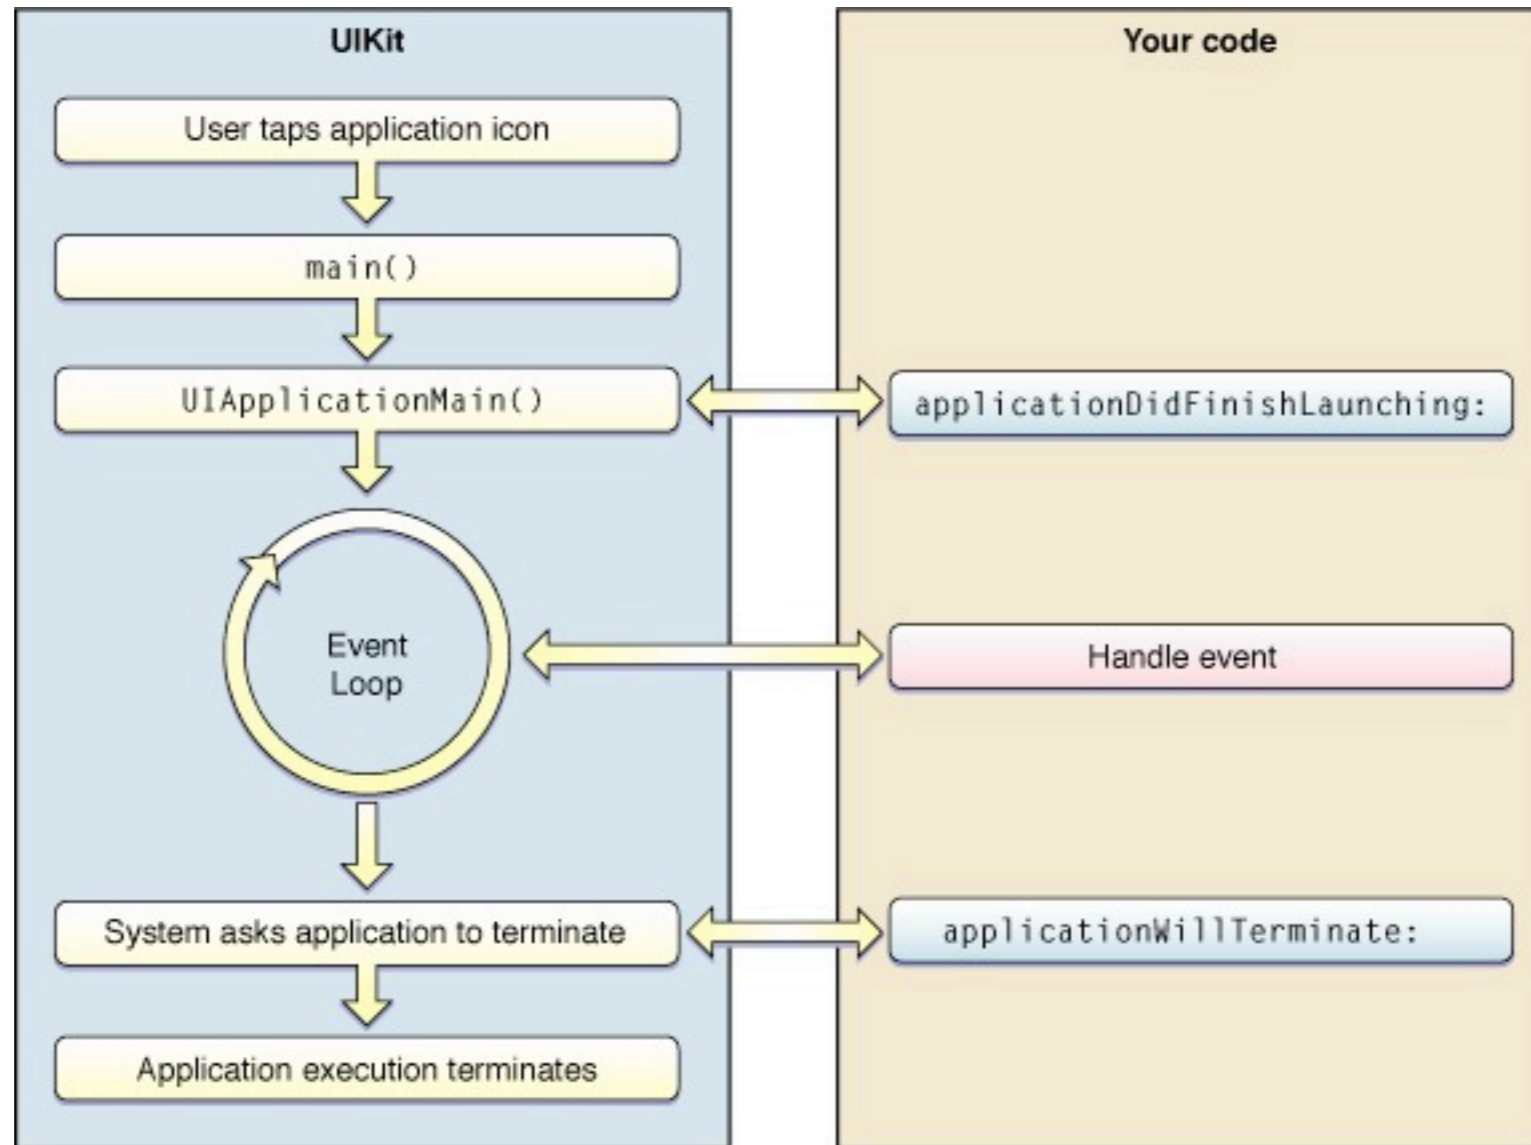 UIKit
User taps application icon
main()
UIApplicationMain()
Event
Loop
System asks application to terminate
Application execution terminates
Your code
applicationDidFinishLaunching:
Handle event
applicationWillTerminate: